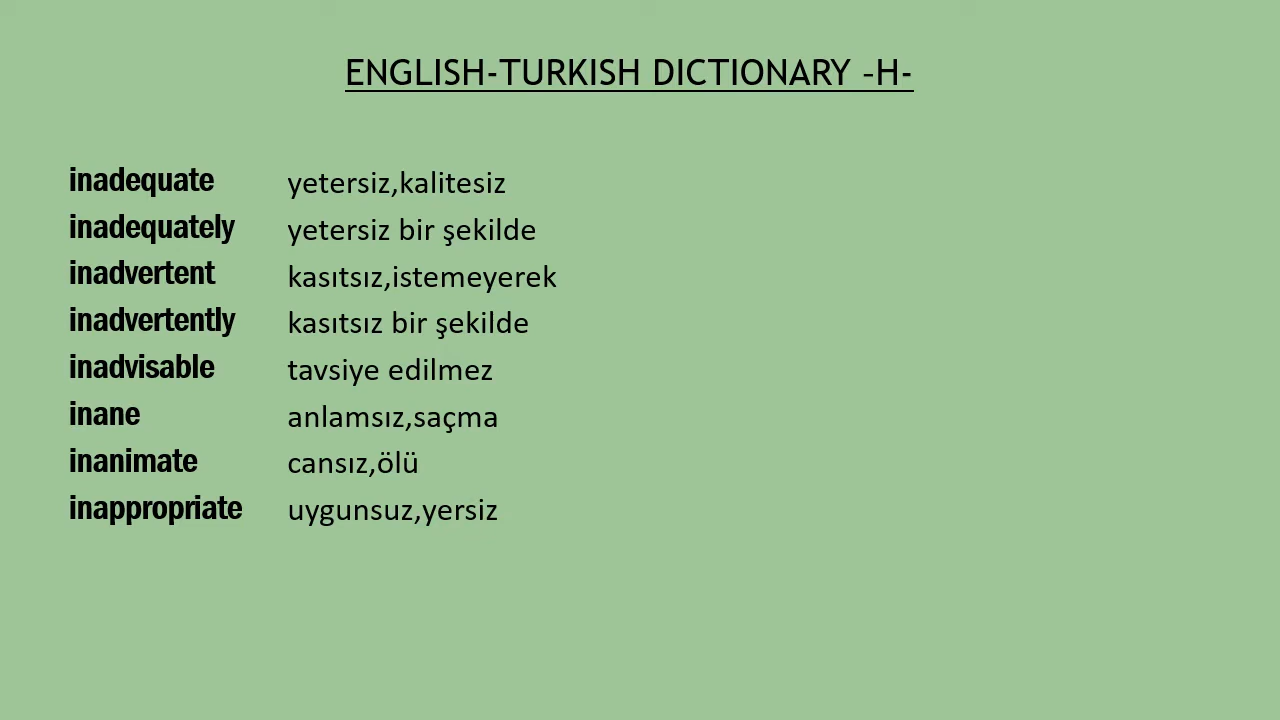 ENGLISH-TURKISH DICTIONARY –H-
inadequate yetersiz,kalitesiz
inadequately yetersiz bir şekilde
inadvertent kasıtsız,istemeyerek
inadvertently kasıtsız bir şekilde
inadvisable tavsiye edilmez
inane anlamsız,saçma
inanimate cansız,ölü
inappropriate uygunsuz,yersiz